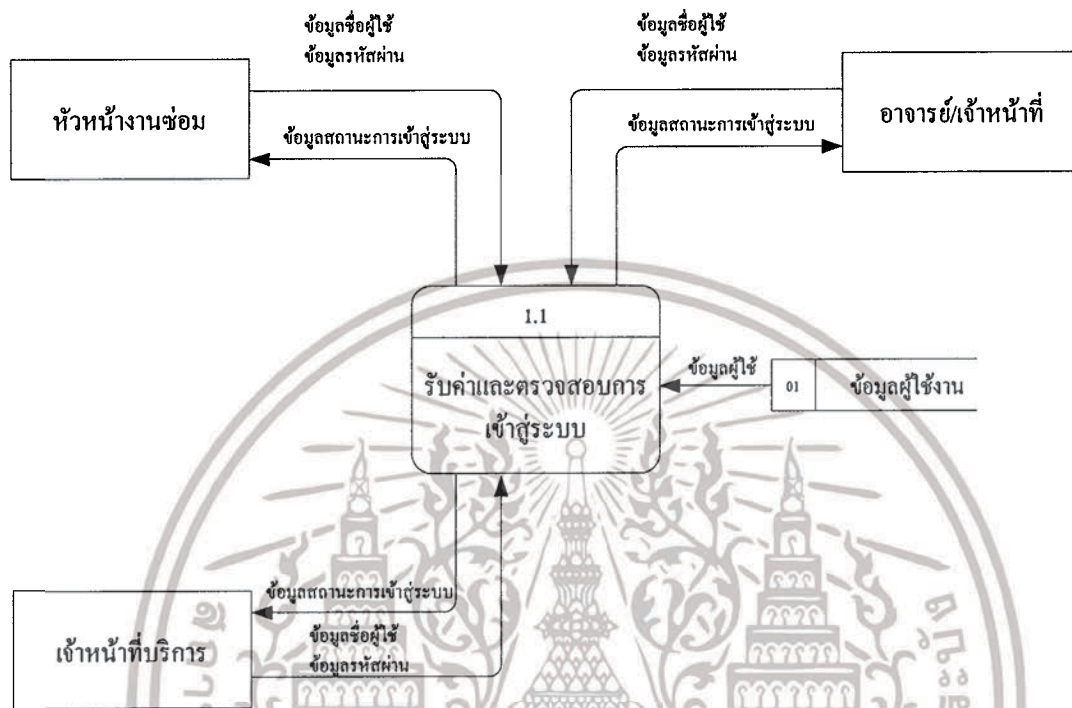 ข้อมูลชื่อผู้ใช้
ข้อมูลรหัสผ่าน
ข้อมูลชื่อผู้ใช้
ข้อมูลรหัสผ่าน
หัวหน้างานซ่อม
อาจารย์/เจ้าหน้าที่
ข้อมูลสถานะการเข้าสู่ระบบ
ข้อมูลสถานะการเข้าสู่ระบบ
1.1
รับค่าและตรวจสอบการ
เข้าสู่ระบบ
ข้อมูลผู้ใช้
01
ข้อมูลผู้ใช้งาน
ข้อมูลสถานะการเข้าสู่ระบบ
ข้อมูลชื่อผู้ใช้
ข้อมูลรหัสผ่าน
เจ้าหน้าที่บริการ